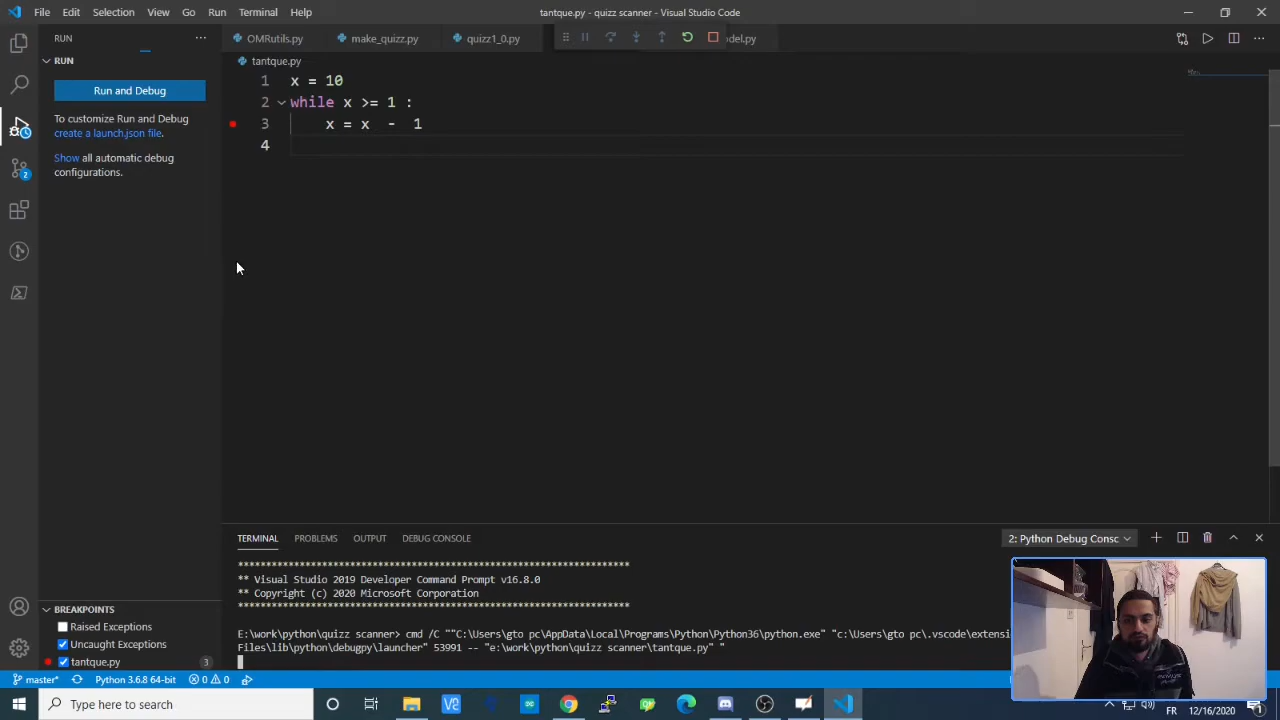 File Edit Selection View Go Run Terminal Help
tantque.py - quizz scanner - Visual Studio Code
RUN ...
OMRutils.py make_quizz.py quizz1_0.py odel.py
RUN
tantque.py
Run and Debug
To customize Run and Debug
create a launch.json file.
Show all automatic debug
configurations.
1 x = 10
2 while x >= 1 :
3 x = x - 1
4
TERMINAL PROBLEMS OUTPUT DEBUG CONSOLE
2: Python Debug Consc
**********************************************************************
** Visual Studio 2019 Developer Command Prompt v16.8.0
** Copyright (c) 2020 Microsoft Corporation
**********************************************************************
E:\work\python\quizz scanner> cmd /C ""C:\Users\gto pc\AppData\Local\Programs\Python\Python36\python.exe" "c:\Users\gto pc\.vscode\extensi
Files\lib\python\debugpy\launcher" 53991 -- "e:\work\python\quizz scanner\tantque.py" "
BREAKPOINTS
Raised Exceptions
Uncaught Exceptions
tantque.py 3
2
master* Python 3.6.8 64-bit 0 0
Type here to search
FR 12/16/2020 1